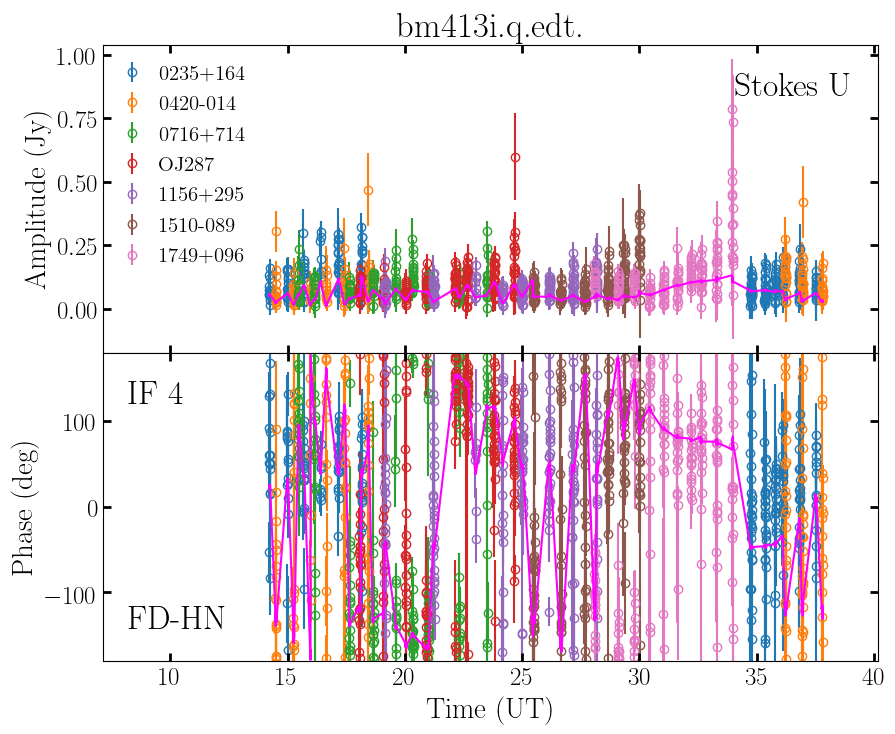 bm413i.q.edt.
Amplitude (Jy)
1.00
0.75
0.50
0.25
0.00
0235+164
0420-014
0716+714
OJ287
1156+295
1510-089
1749+096
Stokes U
Phase (deg)
100
0
−100
IF 4
FD-HN
10 15 20 25 30 35 40
Time (UT)